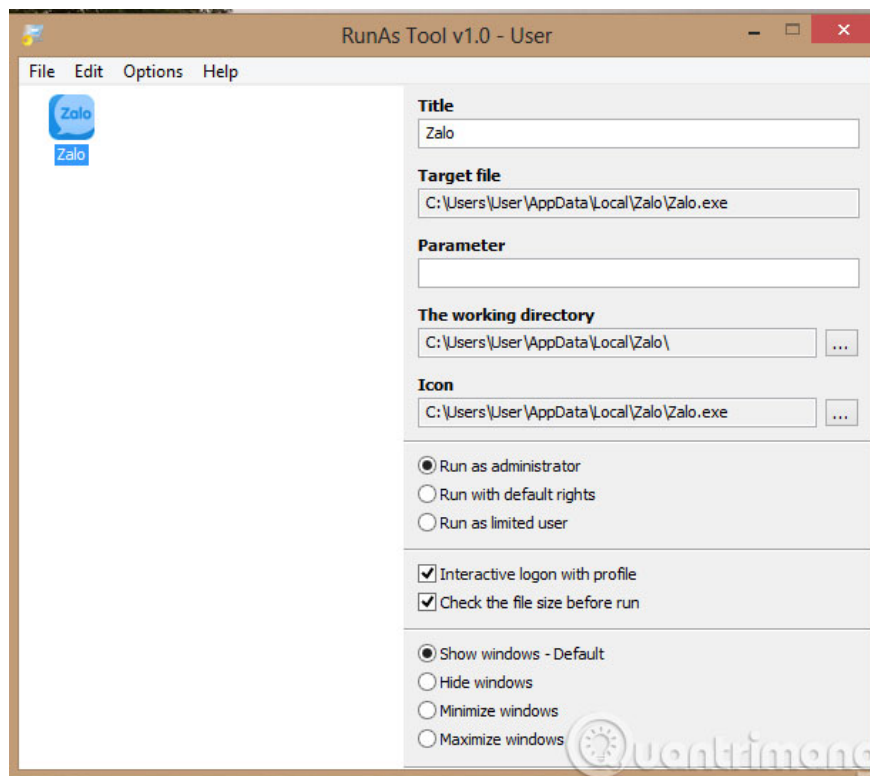 RunAs Tool v1.0 - User
File Edit Options Help
Zalo
Zalo
Title
Zalo
Target file
C:\Users\User\AppData\Local\Zalo\Zalo.exe
Parameter
The working directory
C:\Users\User\AppData\Local\Zalo\
...
Icon
C:\Users\User\AppData\Local\Zalo\Zalo.exe
...
Run as administrator
Run with default rights
Run as limited user
Interactive logon with profile
Check the file size before run
Show windows - Default
Hide windows
Minimize windows
Maximize windows
Quantrimang